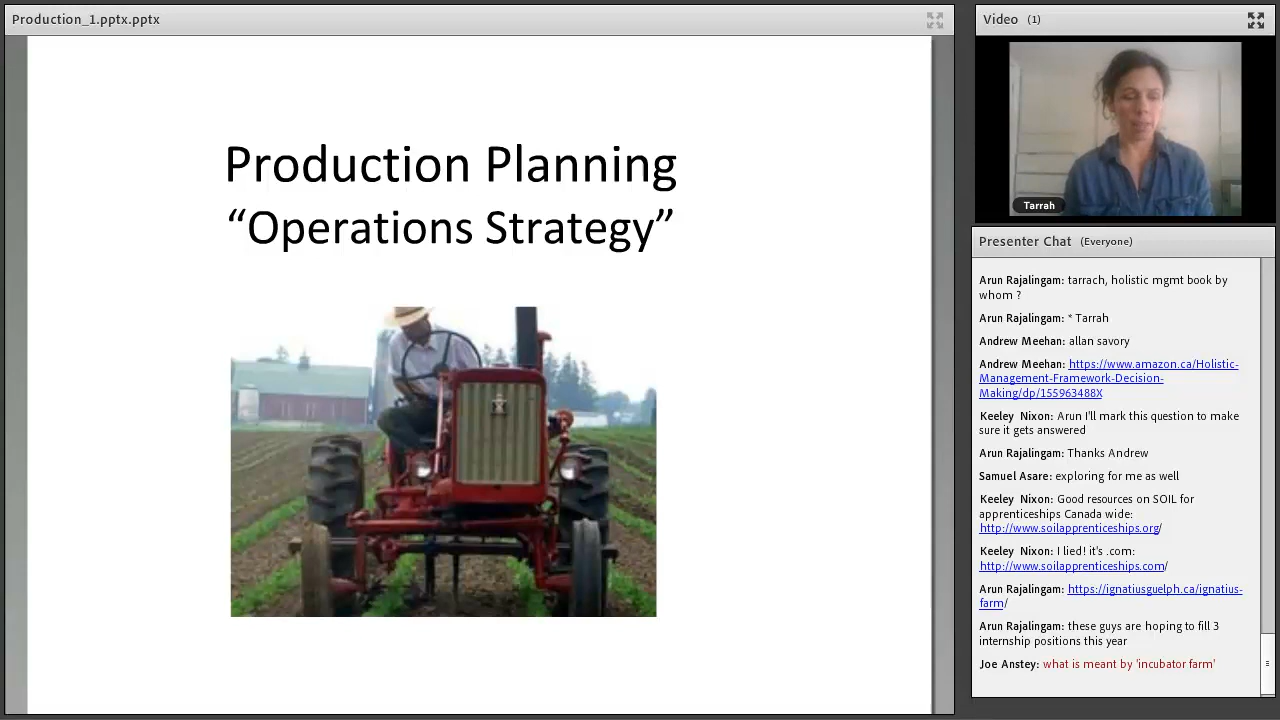 Production_1.pptx.pptx
Production Planning
“Operations Strategy”
Video (1)
Tarrah
Presenter Chat (Everyone)
Arun Rajalingam: tarrach, holistic mgmt book by
whom ?
Arun Rajalingam: * Tarrah
Andrew Meehan: allan savory
Andrew Meehan: https://www.amazon.ca/Holistic-
Management-Framework-Decision-
Making/dp/155963488X
Keeley Nixon: Arun I'll mark this question to make
sure it gets answered
Arun Rajalingam: Thanks Andrew
Samuel Asare: exploring for me as well
Keeley Nixon: Good resources on SOIL for
apprenticeships Canada wide:
http://www.soilapprenticeships.org/
Keeley Nixon: I lied! it's .com:
http://www.soilapprenticeships.com/
Arun Rajalingam: https://ignatiusguelph.ca/ignatius-
farm/
Arun Rajalingam: these guys are hoping to fill 3
internship positions this year
Joe Anstey: what is meant by 'incubator farm'